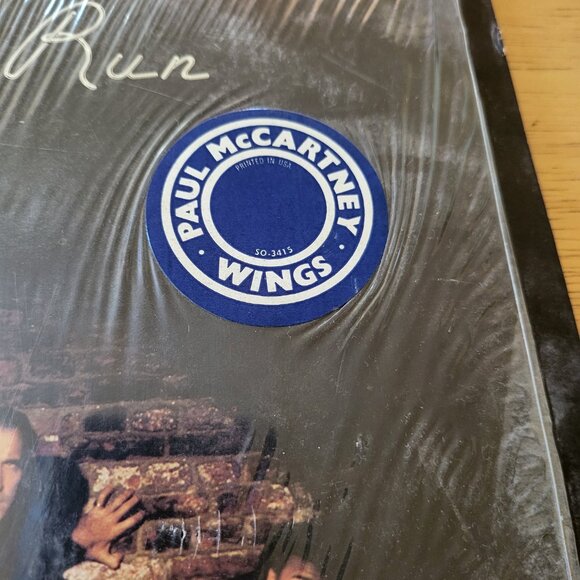 Run
PAUL McCARTNEY
PRINTED IN USA
SO-3415
· WINGS ·